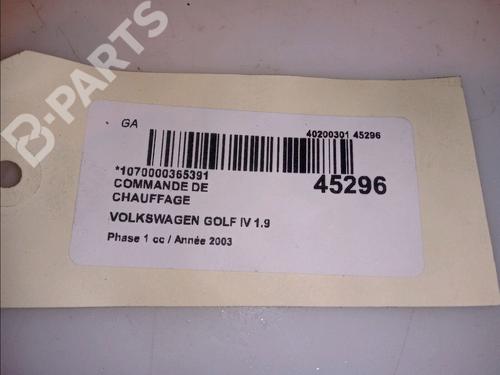 B-PARTS
GA
40200301 45296
*1070000365391
COMMANDE DE
CHAUFFAGE
45296
VOLKSWAGEN GOLF IV 1.9
Phase 1 cc / Année 2003